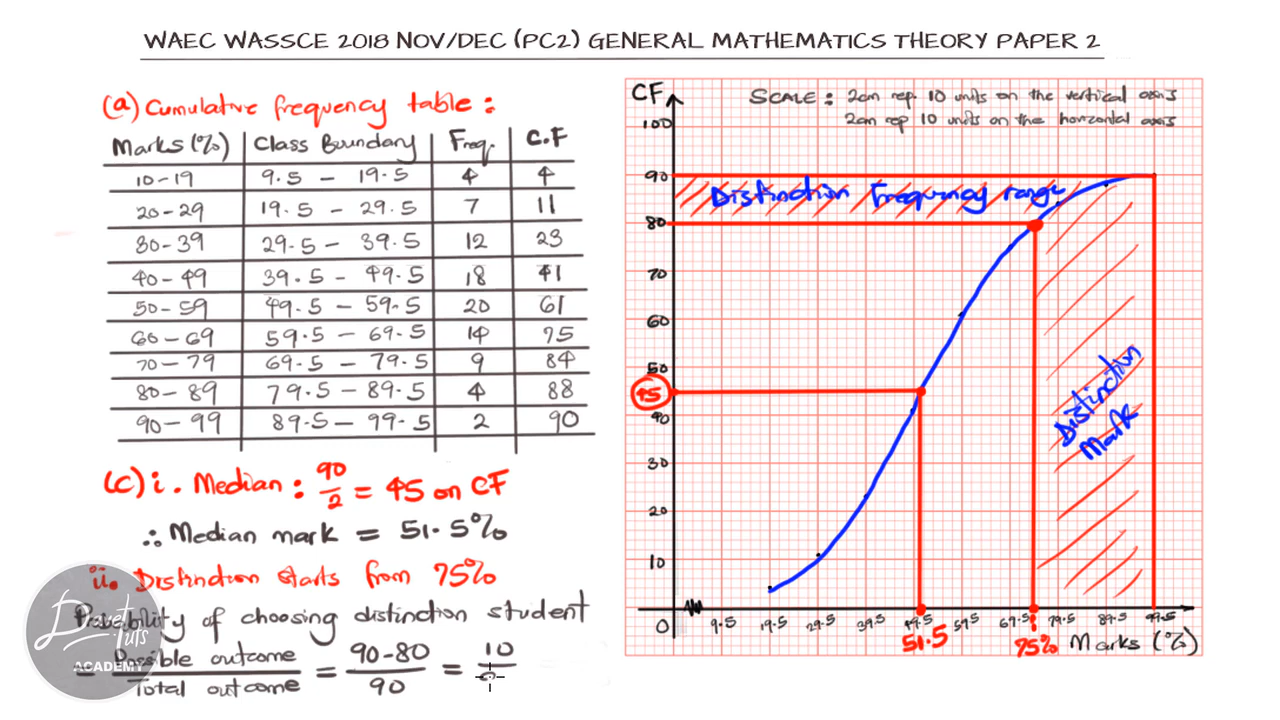 WAEC WASSCE 2018 NOV/DEC (PC2) GENERAL MATHEMATICS THEORY PAPER 2
(a) Cumulative frequency table:
Marks (%) Class Boundary Freq. C.F
10-19 9.5 - 19.5 4 4
20-29 19.5 - 29.5 7 11
30-39 29.5 - 39.5 12 23
40-49 39.5 - 49.5 18 41
50-59 49.5 - 59.5 20 61
60-69 59.5 - 69.5 14 75
70-79 69.5 - 79.5 9 84
80-89 79.5 - 89.5 4 88
90-99 89.5 - 99.5 2 90
(c) i. Median: 90/2 = 45 on CF
∴ Median mark = 51.5%
ii. Distinction starts from 75%
Probability of choosing distinction student
= Possible outcome / Total outcome = 90-80 / 90 = 10
Dovet Tuts
ACADEMY
CF
SCALE: 2cm rep. 10 units on the vertical axis
2cm rep 10 units on the horizontal axis
100
90
Distinction Frequency range
80
70
60
50
45
40
30
20
10
Distinction Mark
0 9.5 19.5 29.5 39.5 49.5 59.5 69.5 79.5 89.5 99.5
51.5 75% Marks (%)